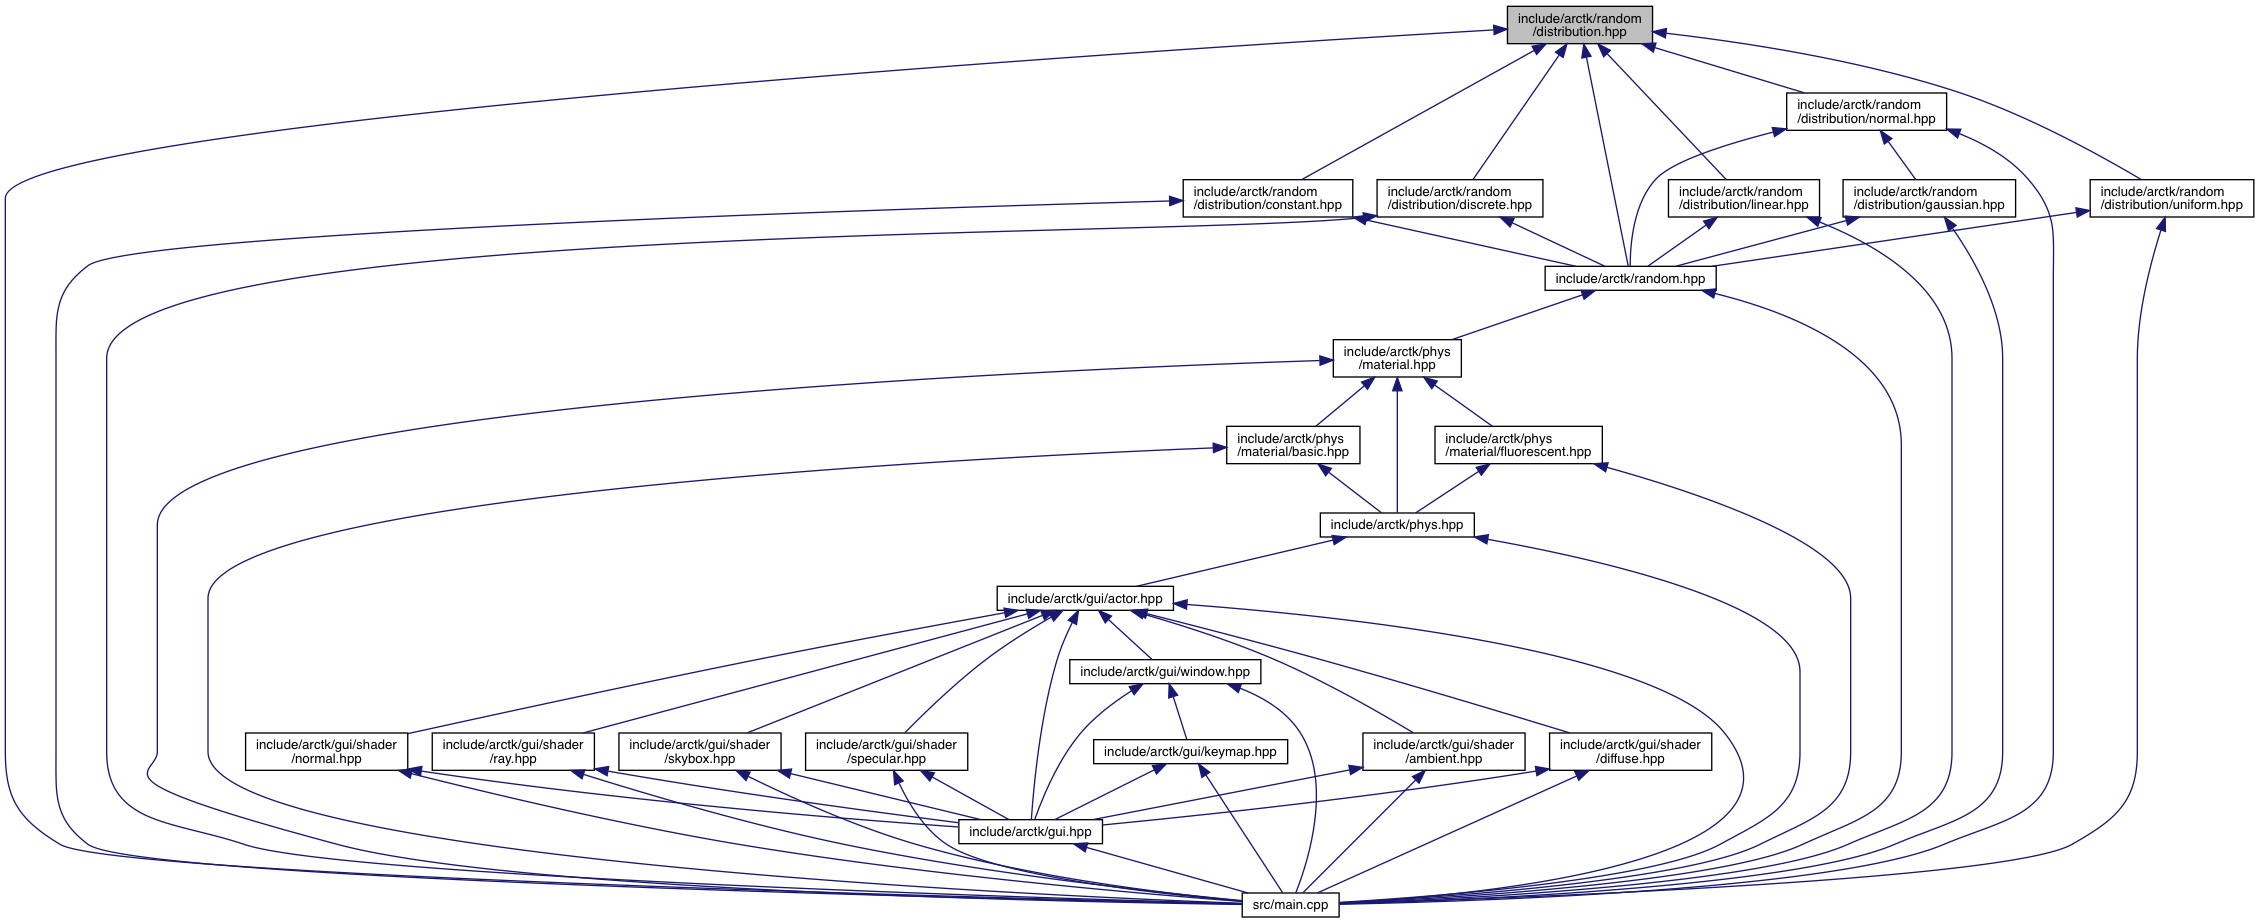 include/arctk/random
/distribution.hpp
include/arctk/random
/distribution/normal.hpp
include/arctk/random
/distribution/constant.hpp
include/arctk/random
/distribution/discrete.hpp
include/arctk/random
/distribution/linear.hpp
include/arctk/random
/distribution/gaussian.hpp
include/arctk/random
/distribution/uniform.hpp
include/arctk/random.hpp
include/arctk/phys
/material.hpp
include/arctk/phys
/material/basic.hpp
include/arctk/phys
/material/fluorescent.hpp
include/arctk/phys.hpp
include/arctk/gui/actor.hpp
include/arctk/gui/window.hpp
include/arctk/gui/shader
/normal.hpp
include/arctk/gui/shader
/ray.hpp
include/arctk/gui/shader
/skybox.hpp
include/arctk/gui/shader
/specular.hpp
include/arctk/gui/keymap.hpp
include/arctk/gui/shader
/ambient.hpp
include/arctk/gui/shader
/diffuse.hpp
include/arctk/gui.hpp
src/main.cpp